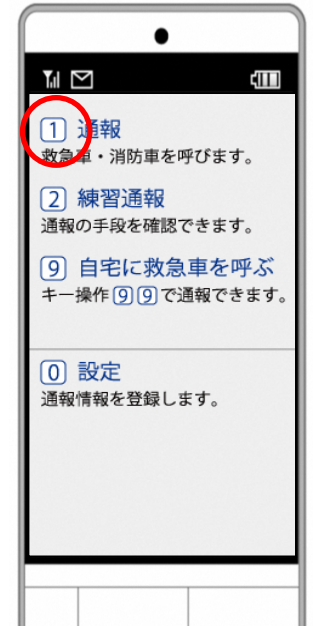 1 通報
救急車・消防車を呼びます。
2 練習通報
通報の手段を確認できます。
9 自宅に救急車を呼ぶ
キー操作99で通報できます。
0 設定
通報情報を登録します。